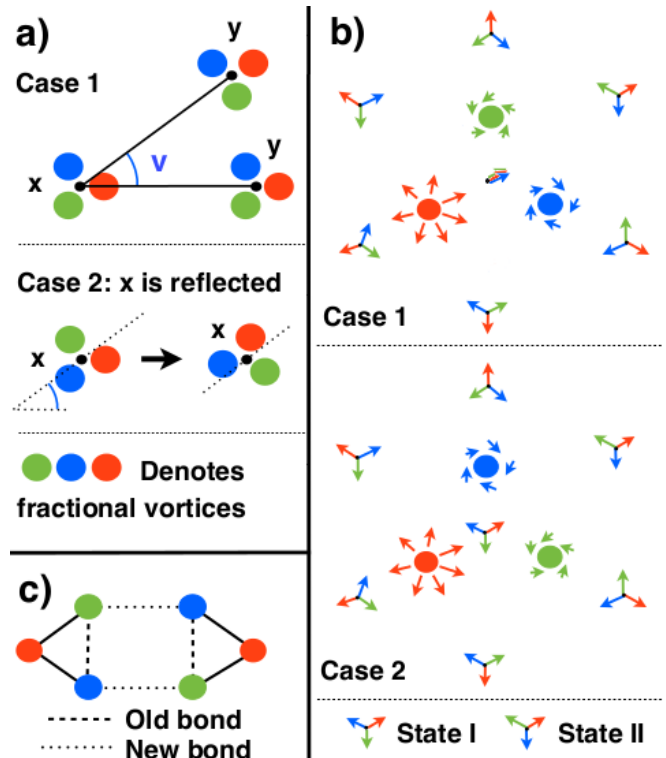 a)
y
Case 1
y
v
x
Case 2: x is reflected
x
x
Denotes
fractional vortices
b)
Case 1
Case 2
State I
State II
c)
Old bond
New bond